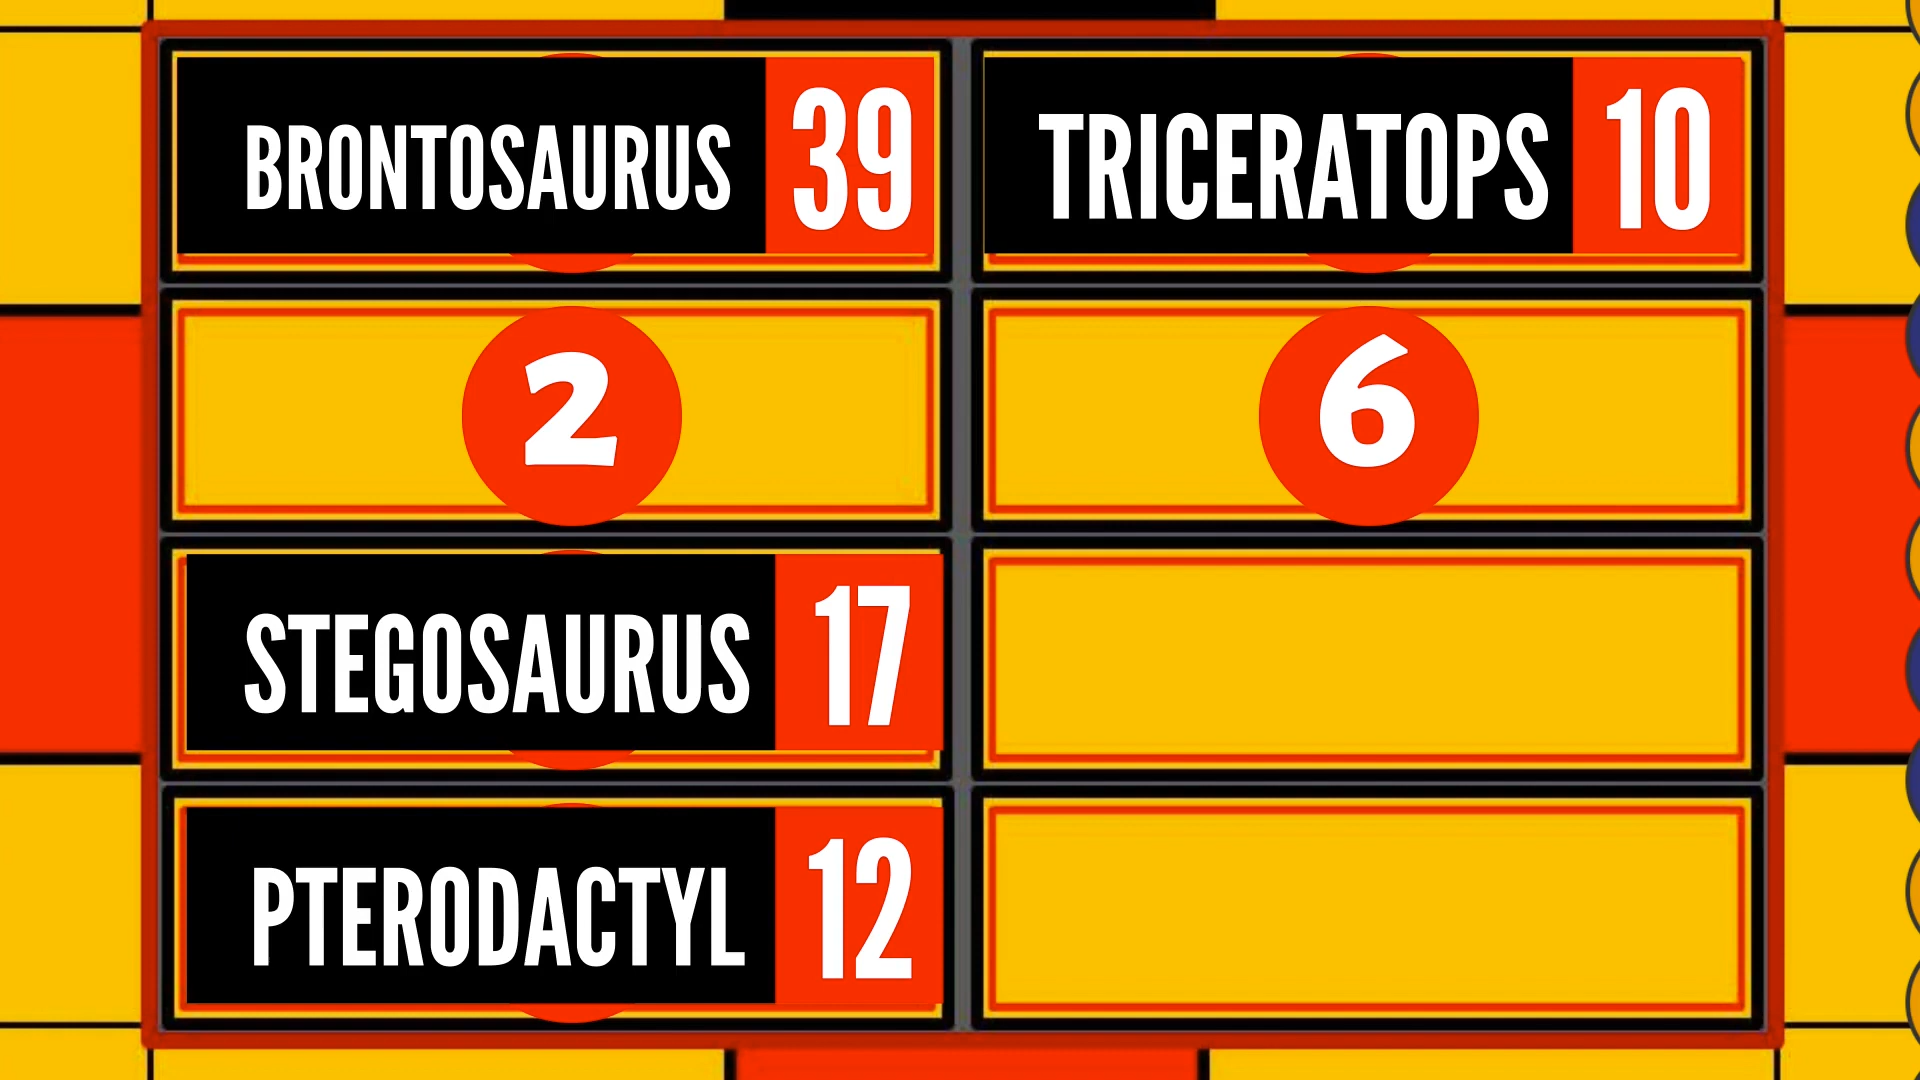 BRONTOSAURUS 39
TRICERATOPS 10
2
6
STEGOSAURUS 17
PTERODACTYL 12